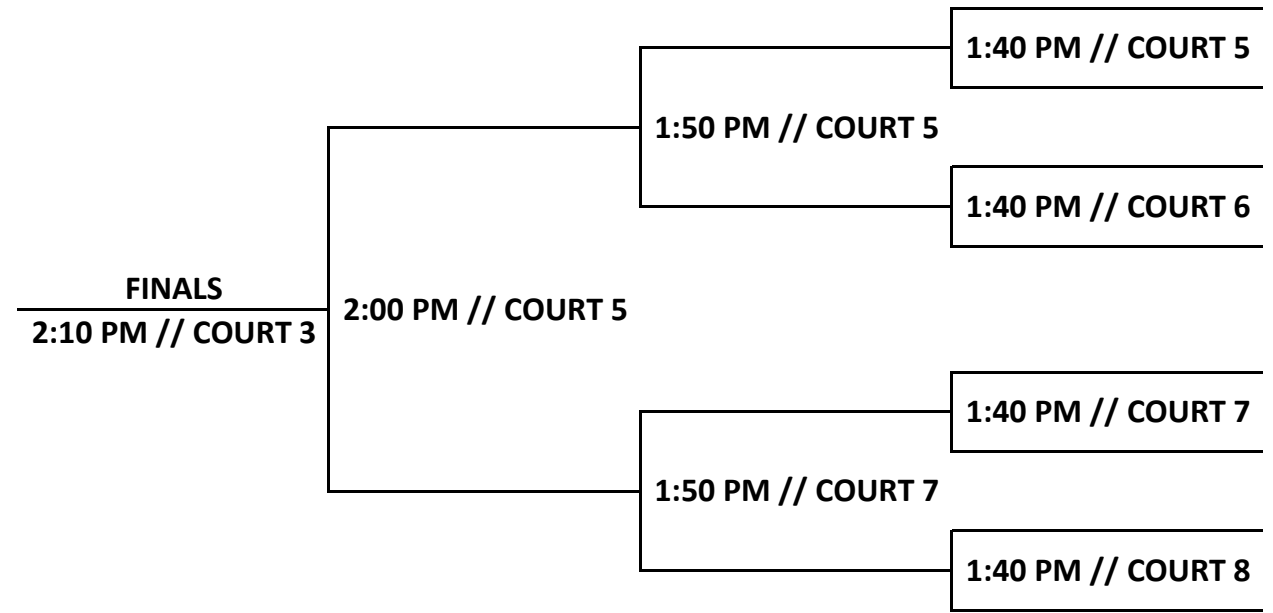 1:40 PM // COURT 5
1:50 PM // COURT 5
1:40 PM // COURT 6
FINALS
2:10 PM // COURT 3
2:00 PM // COURT 5
1:40 PM // COURT 7
1:50 PM // COURT 7
1:40 PM // COURT 8